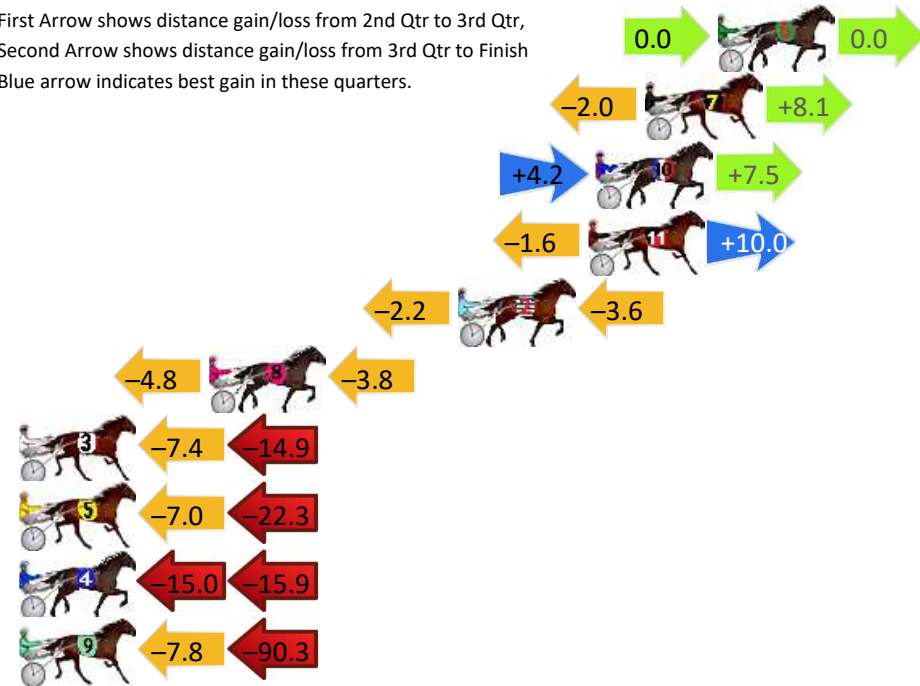 First Arrow shows distance gain/loss from 2nd Qtr to 3rd Qtr,
Second Arrow shows distance gain/loss from 3rd Qtr to Finish
Blue arrow indicates best gain in these quarters.
0.0 6 0.0
−2.0 7 +8.1
+4.2 10 +7.5
−1.6 11 +10.0
−2.2 −3.6
−4.8 8 −3.8
3 −7.4 −14.9
5 −7.0 −22.3
4 −15.0 −15.9
9 −7.8 −90.3